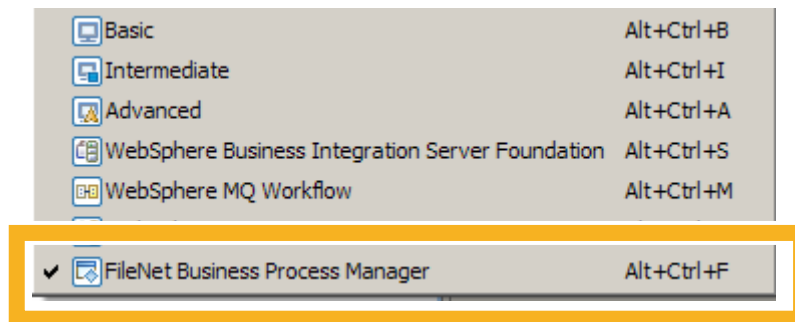 Basic Alt+Ctrl+B
Intermediate Alt+Ctrl+I
Advanced Alt+Ctrl+A
WebSphere Business Integration Server Foundation Alt+Ctrl+S
WebSphere MQ Workflow Alt+Ctrl+M
FileNet Business Process Manager Alt+Ctrl+F